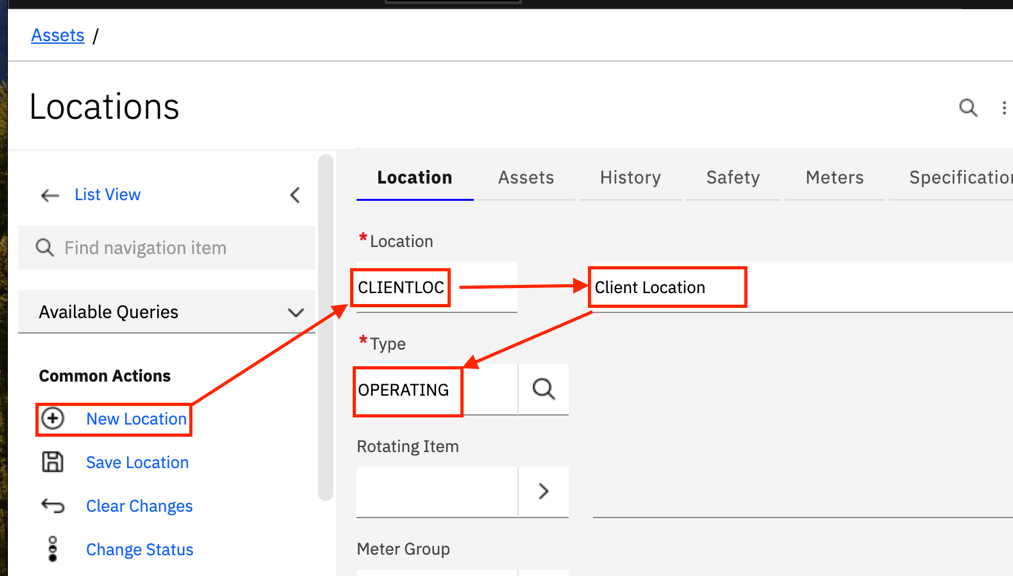 Assets /
Locations
List View
Find navigation item
Available Queries
Common Actions
New Location
Save Location
Clear Changes
Change Status
Location Assets History Safety Meters Specification
*Location
CLIENTLOC Client Location
*Type
OPERATING
Rotating Item
Meter Group